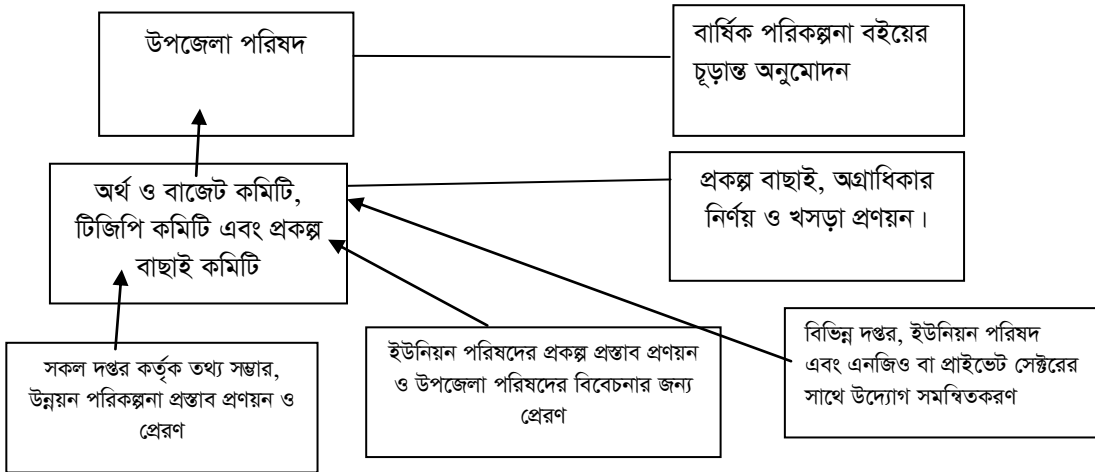 উপজেলা পরিষদ
বার্ষিক পরিকল্পনা বইয়ের
চূড়ান্ত অনুমোদন
অর্থ ও বাজেট কমিটি,
টিজিপি কমিটি এবং প্রকল্প
বাছাই কমিটি
প্রকল্প বাছাই, অগ্রাধিকার
নির্ণয় ও খসড়া প্রণয়ন।
সকল দপ্তর কর্তৃক তথ্য সম্ভার,
উন্নয়ন পরিকল্পনা প্রস্তাব প্রণয়ন ও
প্রেরণ
ইউনিয়ন পরিষদের প্রকল্প প্রস্তাব প্রণয়ন
ও উপজেলা পরিষদের বিবেচনার জন্য
প্রেরণ
বিভিন্ন দপ্তর, ইউনিয়ন পরিষদ
এবং এনজিও বা প্রাইভেট সেক্টরের
সাথে উদ্যোগ সমন্বিতকরণ